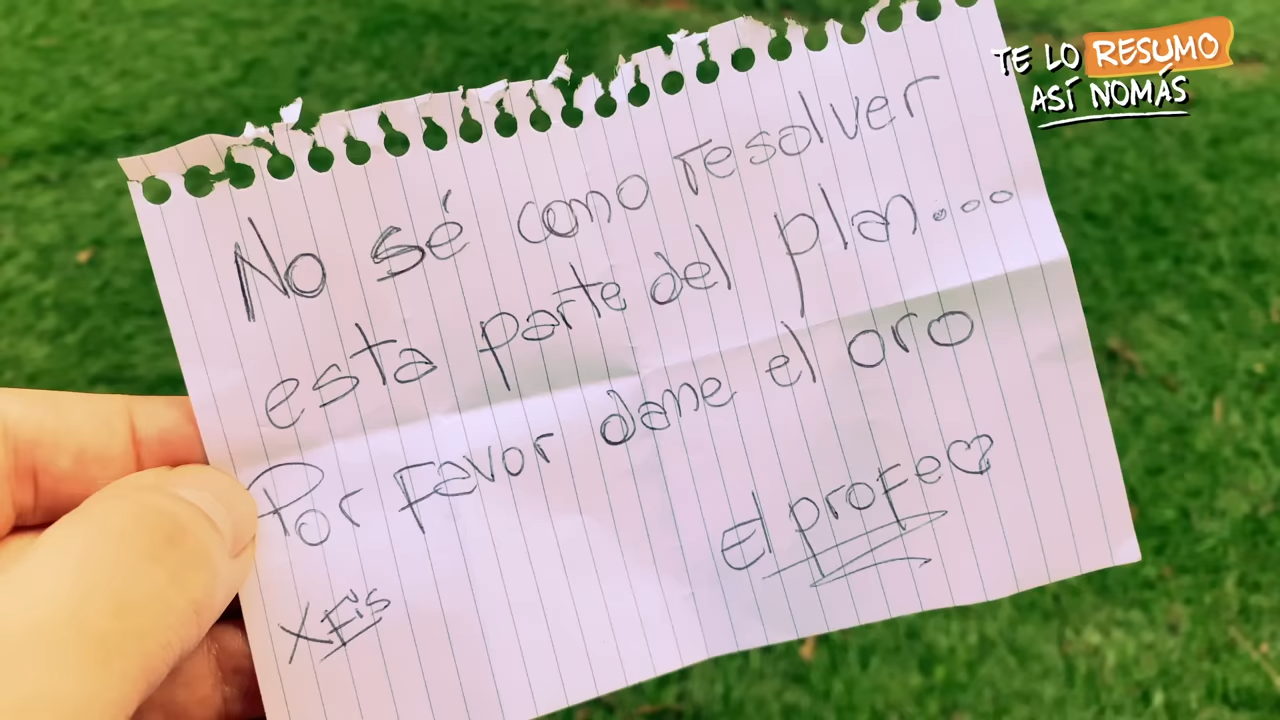 TE LO RESUMO
ASÍ NOMÁS
No sé como resolver
esta parte del plan...
Por favor dame el oro
el profe
XFis